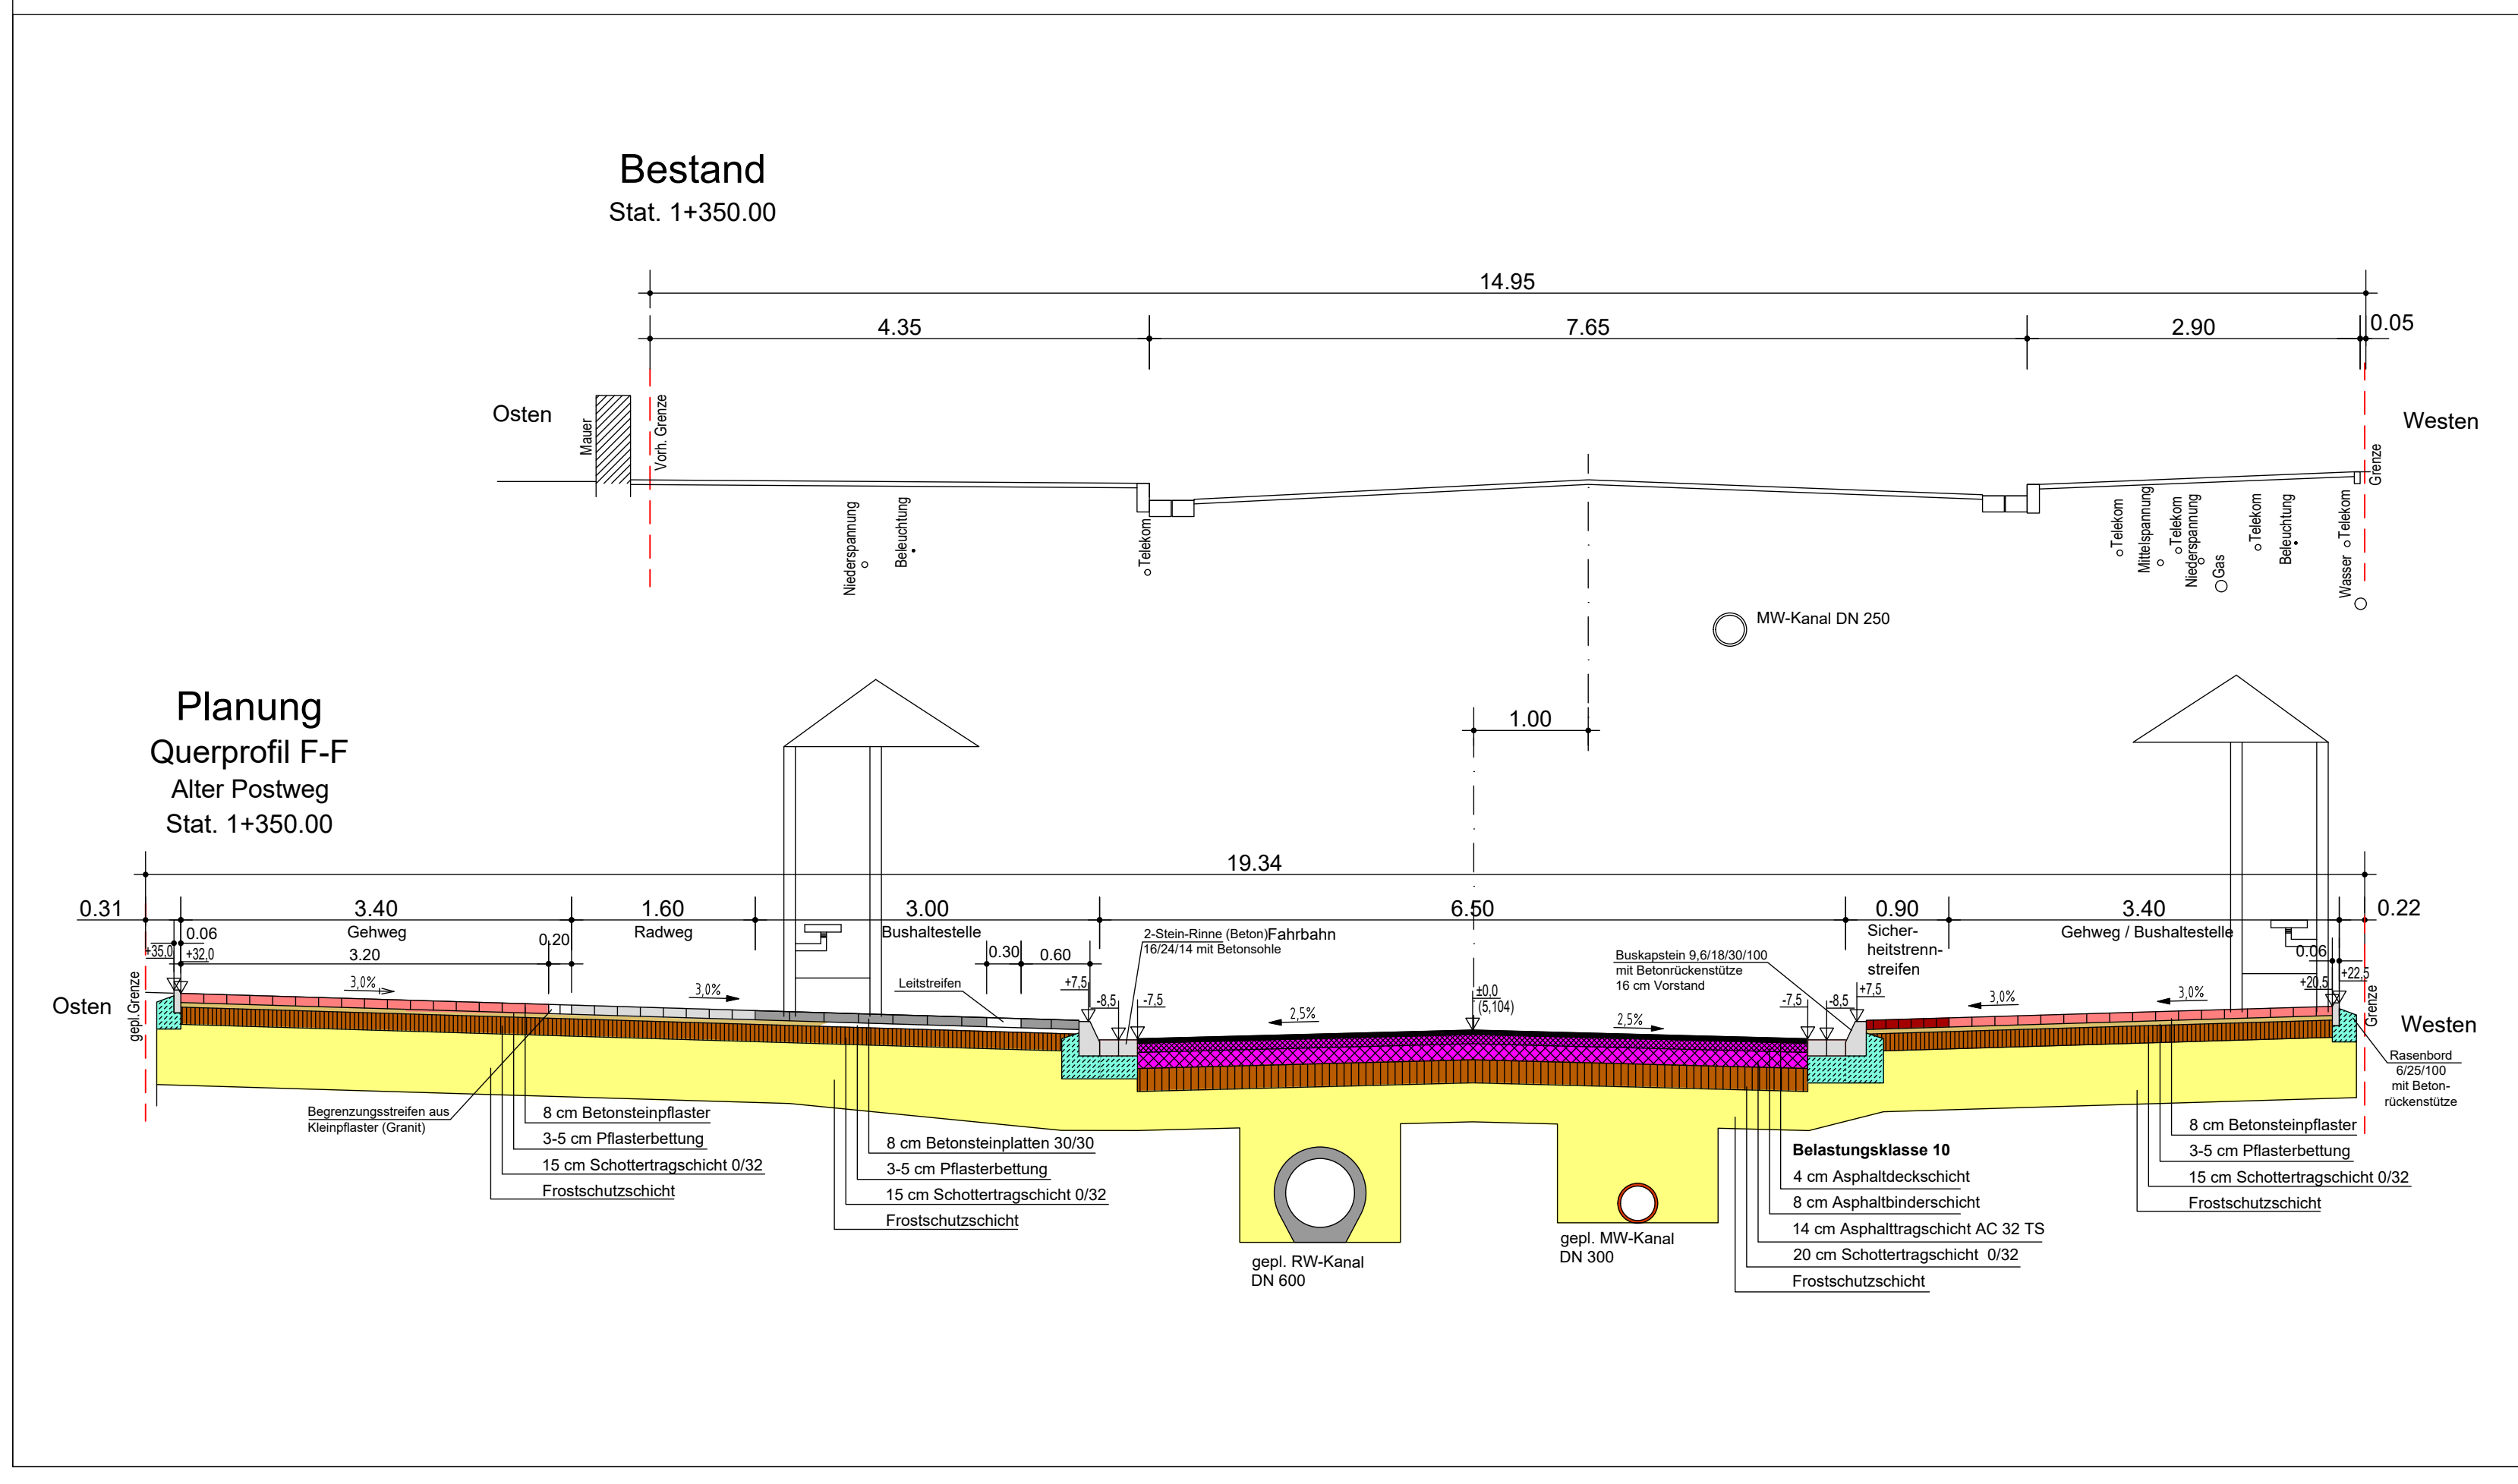 Bestand
Stat. 1+350.00
14.95
4.35
7.65
2.90
0.05
Osten
Mauer
Vorh. Grenze
Grenze
Westen
Niederspannung
Beleuchtung
Telekom
Telekom
Mittelspannung
Telekom
Niederspannung
Gas
Telekom
Beleuchtung
Telekom
Wasser
MW-Kanal DN 250
Planung
Querprofil F-F
Alter Postweg
Stat. 1+350.00
1.00
19.34
0.31
3.40
1.60
3.00
6.50
0.90
3.40
0.22
Gehweg
Radweg
Bushaltestelle
Fahrbahn
Sicher-
heitstrenn-
streifen
Gehweg / Bushaltestelle
0.06
3.20
0.20
0.30
0.60
0.06
+35,0
+32,0
2-Stein-Rinne (Beton)
16/24/14 mit Betonsohle
Buskapstein 9,6/18/30/100
mit Betonrückenstütze
16 cm Vorstand
Leitstreifen
+7,5
-8,5
-7,5
±0,0
(5,104)
-7,5
-8,5
+7,5
+20,5
+22,5
3,0%
3,0%
2,5%
2,5%
3,0%
3,0%
Osten
gepl.Grenze
Grenze
Westen
Rasenbord
6/25/100
mit Beton-
rückenstütze
Begrenzungsstreifen aus
Kleinpflaster (Granit)
8 cm Betonsteinpflaster
3-5 cm Pflasterbettung
15 cm Schottertragschicht 0/32
Frostschutzschicht
8 cm Betonsteinplatten 30/30
3-5 cm Pflasterbettung
15 cm Schottertragschicht 0/32
Frostschutzschicht
gepl. RW-Kanal
DN 600
gepl. MW-Kanal
DN 300
Belastungsklasse 10
4 cm Asphaltdeckschicht
8 cm Asphaltbinderschicht
14 cm Asphalttragschicht AC 32 TS
20 cm Schottertragschicht 0/32
Frostschutzschicht
8 cm Betonsteinpflaster
3-5 cm Pflasterbettung
15 cm Schottertragschicht 0/32
Frostschutzschicht